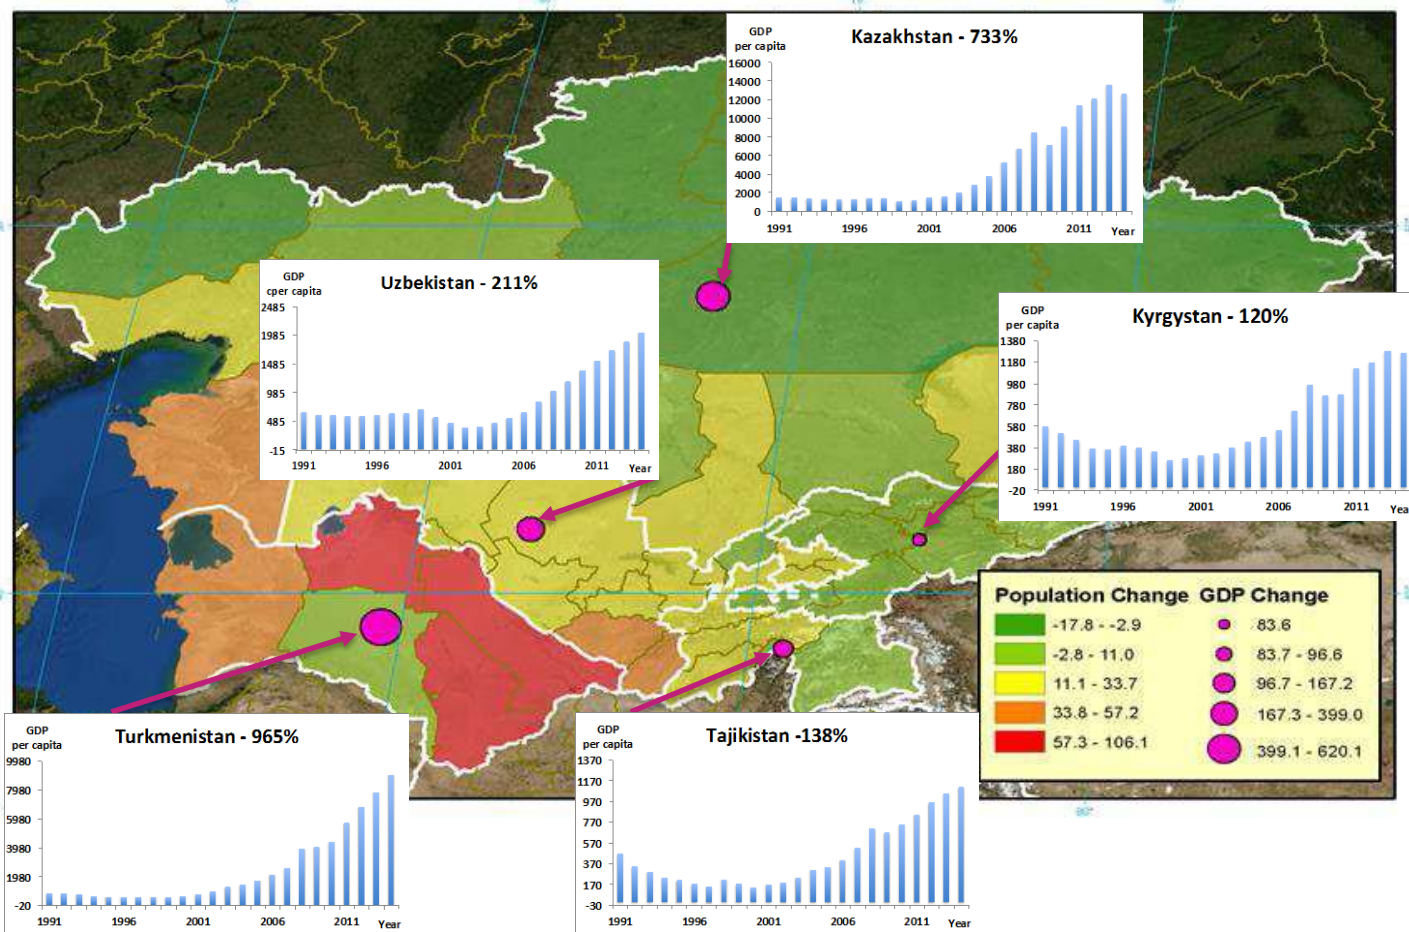 GDP
per capita
Kazakhstan - 733%
16000
14000
12000
10000
8000
6000
4000
2000
0
1991 1996 2001 2006 2011 Year
GDP
cper capita
Uzbekistan - 211%
2485
1985
1485
985
485
-15
1991 1996 2001 2006 2011 Year
GDP
per capita
Kyrgystan - 120%
1380
1180
980
780
580
380
180
-20
1991 1996 2001 2006 2011 Yea
Population Change GDP Change
-17.8 - -2.9 83.6
-2.8 - 11.0 83.7 - 96.6
11.1 - 33.7 96.7 - 167.2
33.8 - 57.2 167.3 - 399.0
57.3 - 106.1 399.1 - 620.1
GDP
per capita
Turkmenistan - 965%
9980
7980
5980
3980
1980
-20
1991 1996 2001 2006 2011 Year
GDP
per capita
Tajikistan -138%
1370
1170
970
770
570
370
170
-30
1991 1996 2001 2006 2011 Year